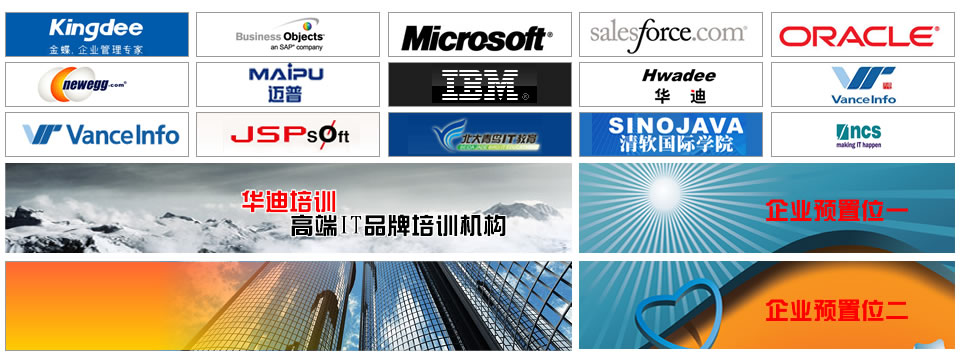 Kingdee
金蝶,企业管理专家
Business Objects
an SAP company
Microsoft
salesforce.com
ORACLE
newegg.com
MAiPU
迈普
IBM
Hwadee
华迪
VanceInfo
VanceInfo
JSPsoft
北大青鸟IT教育
SINOJAVA
清软国际学院
ncs
making IT happen
华迪培训
高端IT品牌培训机构
企业预置位一
企业预置位二